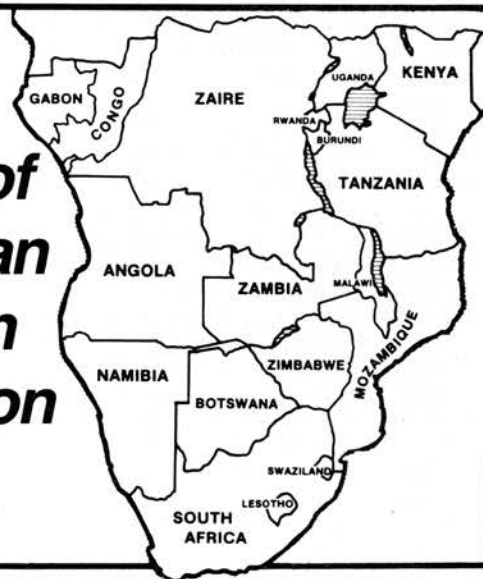 of
an
n
on
UGANDA
KENYA
GABON
CONGO
ZAIRE
RWANDA
BURUNDI
TANZANIA
ANGOLA
ZAMBIA
MALAWI
MOZAMBIQUE
NAMIBIA
ZIMBABWE
BOTSWANA
SWAZILAND
LESOTHO
SOUTH
AFRICA